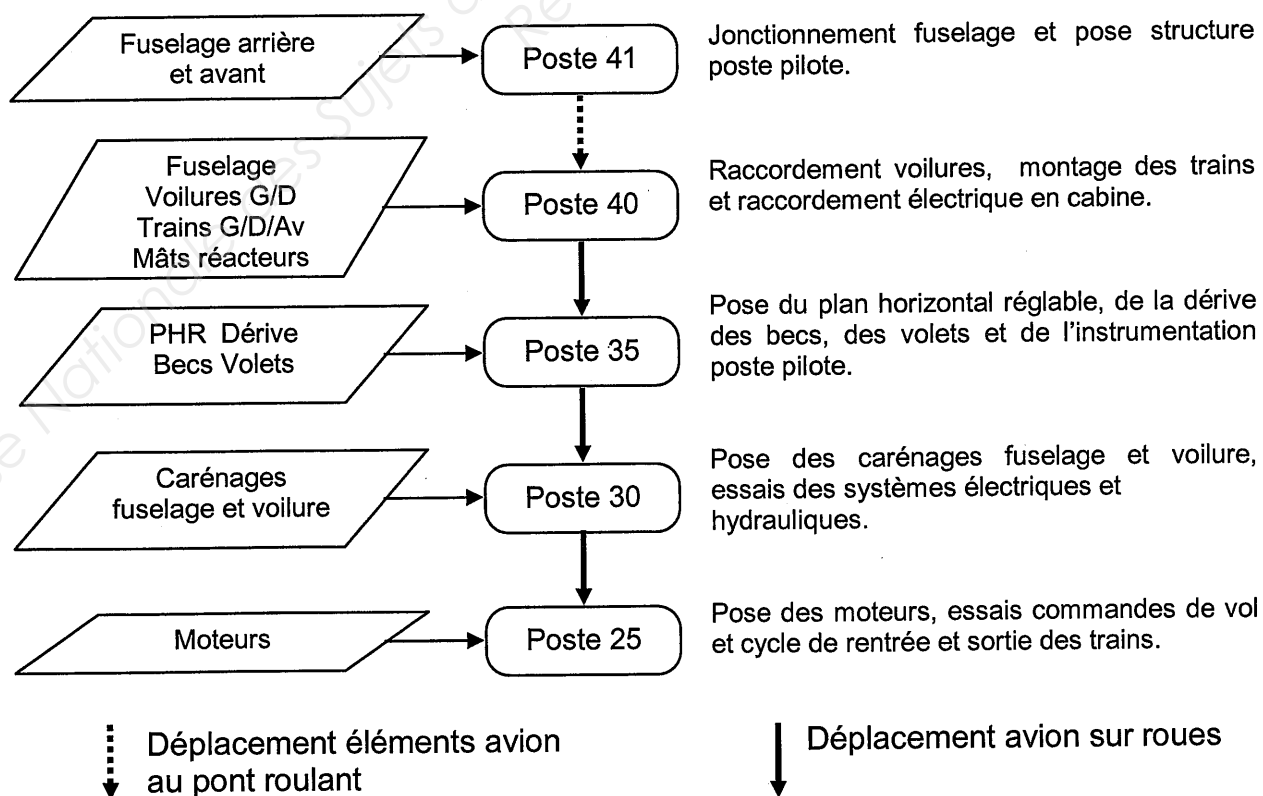 Fuselage arrière
et avant
Poste 41
Jonctionnement fuselage et pose structure
poste pilote.
Fuselage
Voilures G/D
Trains G/D/Av
Mâts réacteurs
Poste 40
Raccordement voilures, montage des trains
et raccordement électrique en cabine.
PHR Dérive
Becs Volets
Poste 35
Pose du plan horizontal réglable, de la dérive
des becs, des volets et de l'instrumentation
poste pilote.
Carénages
fuselage et voilure
Poste 30
Pose des carénages fuselage et voilure,
essais des systèmes électriques et
hydrauliques.
Moteurs
Poste 25
Pose des moteurs, essais commandes de vol
et cycle de rentrée et sortie des trains.
Déplacement éléments avion
au pont roulant
Déplacement avion sur roues
Nationale des Sujets